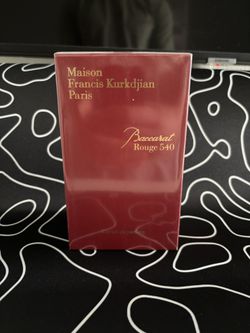 Maison
Francis Kurkdjian
Paris
Baccarat
Rouge 540